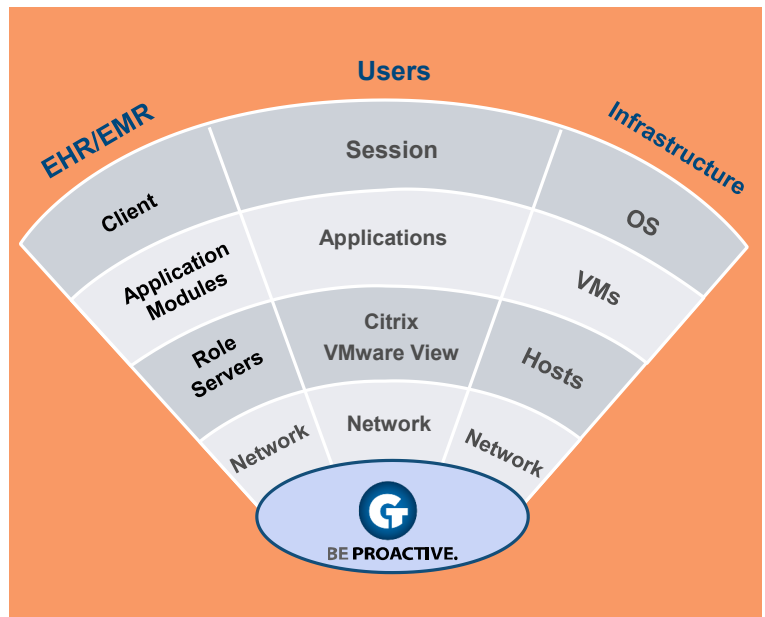 Users
EHR/EMR
Infrastructure
Client
Session
OS
Application
Modules
Applications
VMs
Role
Servers
Citrix
VMware View
Hosts
Network
Network
Network
GT
BE PROACTIVE.